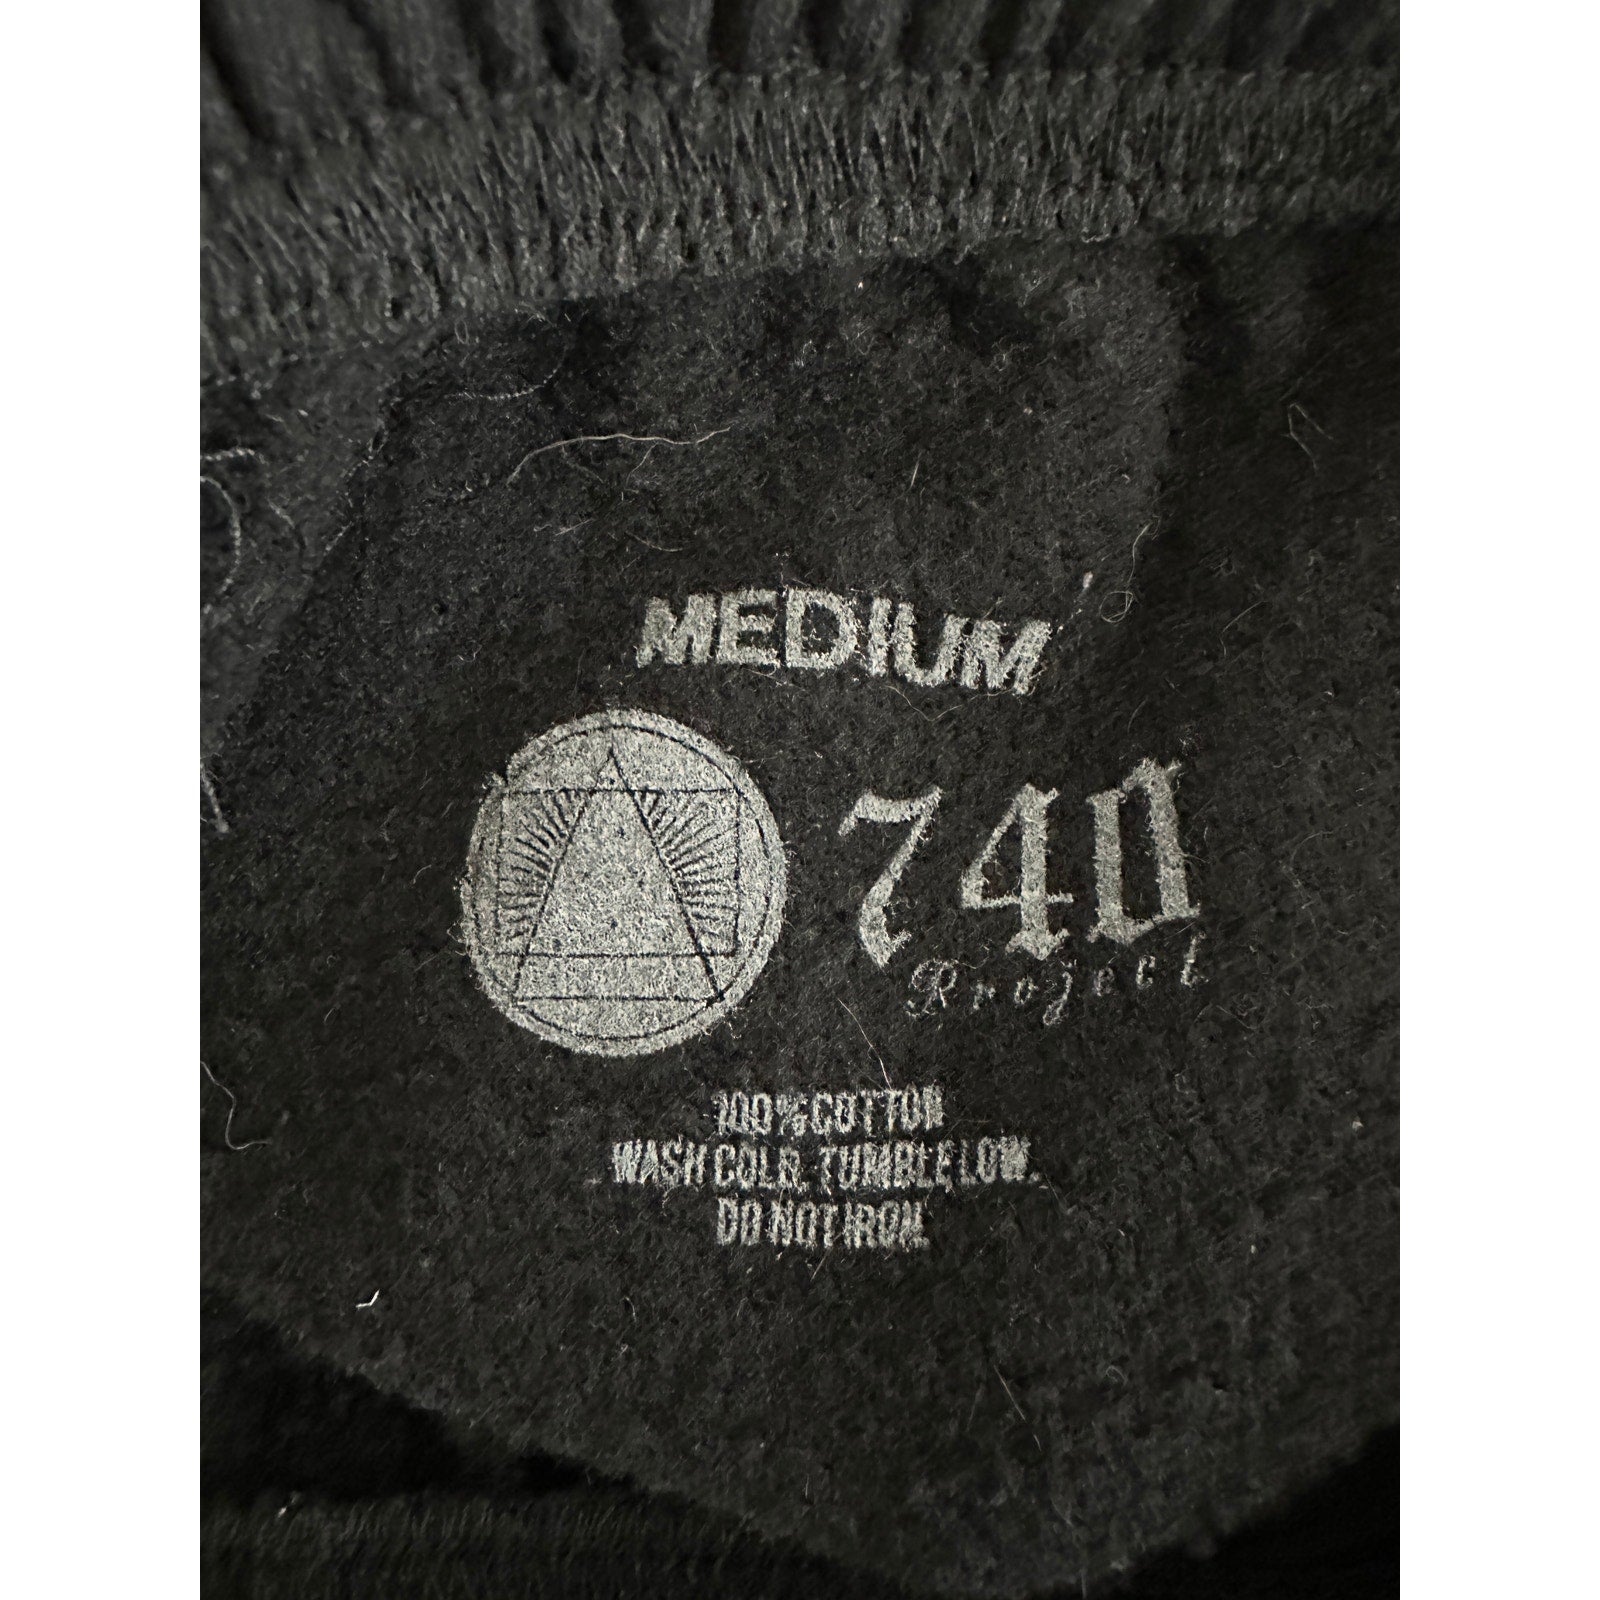 MEDIUM
740
Project
100% COTTON
WASH COLD. TUMBLE LOW.
DO NOT IRON.